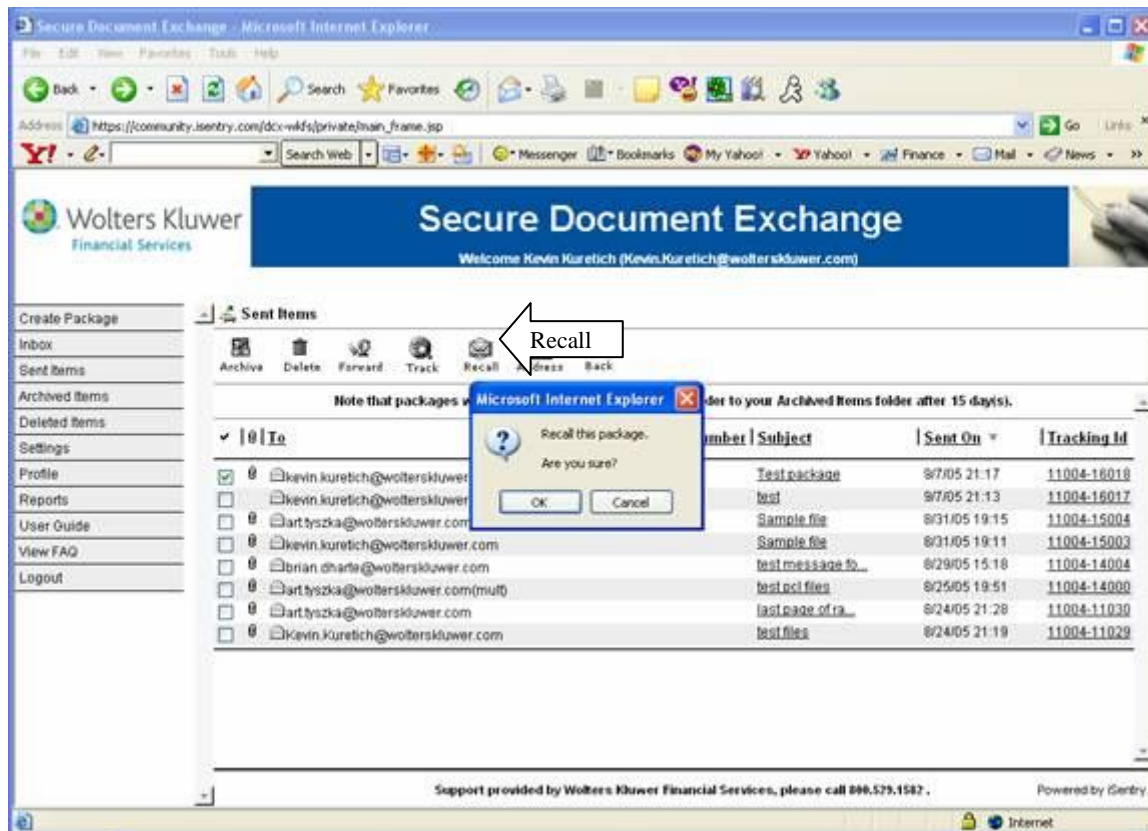 Secure Document Exchange - Microsoft Internet Explorer
File Edit View Favorites Tools Help
Back Search Favorites
Address https://community.isentry.com/dcx-wkfs/private/main_frame.jsp Go Links
Y! Search Web Messenger Bookmarks My Yahoo! Yahoo! Finance Mail News
Wolters Kluwer
Financial Services
Secure Document Exchange
Welcome Kevin Kuretich (Kevin.Kuretich@wolterskluwer.com)
Create Package
Inbox
Sent Items
Archived Items
Deleted Items
Settings
Profile
Reports
User Guide
View FAQ
Logout
Sent Items
Recall
Archive Delete Forward Track Recall Address Back
Note that packages w
der to your Archived Items folder after 15 day(s).
Microsoft Internet Explorer
Recall this package.
Are you sure?
OK Cancel
To umber Subject Sent On Tracking Id
kevin.kuretich@wolterskluwer Test package 9/7/05 21:17 11004-16018
kevin.kuretich@wolterskluwer test 9/7/05 21:13 11004-16017
art.tyszka@wolterskluwer.com Sample file 8/31/05 19:15 11004-15004
kevin.kuretich@wolterskluwer.com Sample file 8/31/05 19:11 11004-15003
brian.dharte@wolterskluwer.com test message fo... 8/29/05 15:18 11004-14004
art.tyszka@wolterskluwer.com(mult) test pcl files 8/25/05 19:51 11004-14000
art.tyszka@wolterskluwer.com last page of ra... 8/24/05 21:28 11004-11030
Kevin.Kuretich@wolterskluwer.com test files 8/24/05 21:19 11004-11029
Support provided by Wolters Kluwer Financial Services, please call 800.529.1582 .
Powered by iSentry
Internet